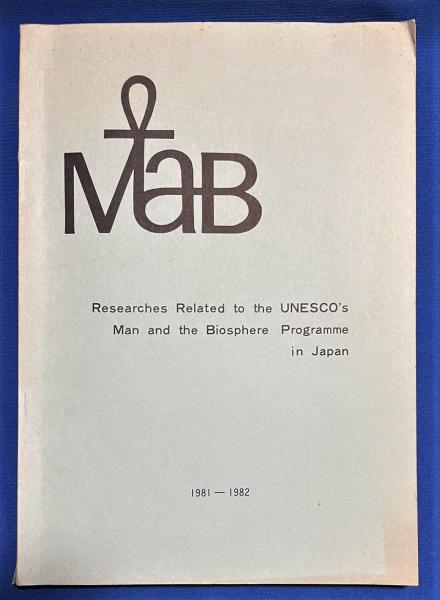 MaB
Researches Related to the UNESCO's
Man and the Biosphere Programme
in Japan
1981 — 1982